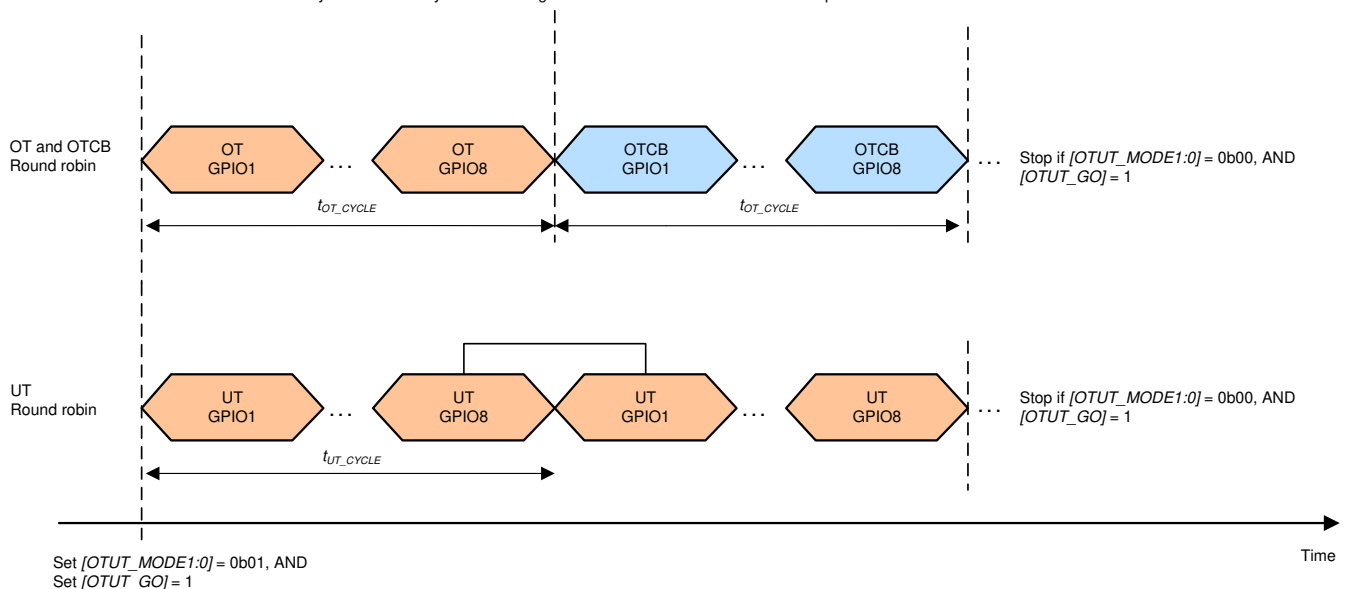 OT and OTCB
Round robin
OT
GPIO1
...
OT
GPIO8
OTCB
GPIO1
...
OTCB
GPIO8
...
Stop if [OTUT_MODE1:0] = 0b00, AND
[OTUT_GO] = 1
tOT_CYCLE
tOT_CYCLE
UT
Round robin
UT
GPIO1
...
UT
GPIO8
UT
GPIO1
...
UT
GPIO8
...
Stop if [OTUT_MODE1:0] = 0b00, AND
[OTUT_GO] = 1
tUT_CYCLE
Time
Set [OTUT_MODE1:0] = 0b01, AND
Set [OTUT_GO] = 1